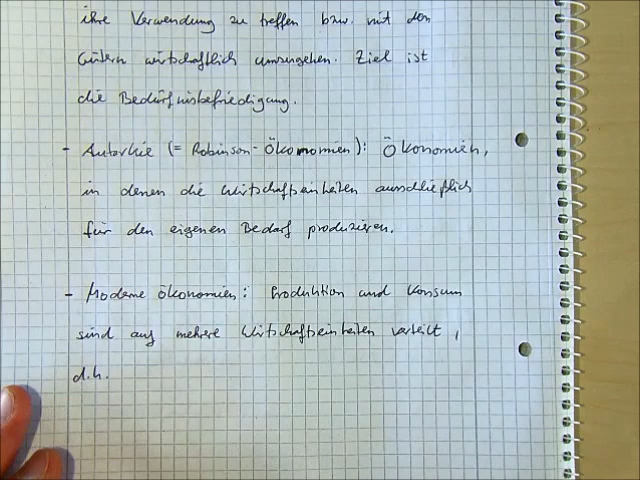 ihre Verwendung zu treffen bzw. mit den
Gütern wirtschaftlich umzugehen. Ziel ist
die Bedürfnisbefriedigung.
- Autarkie (= Robinson-Ökonomien): Ökonomien,
in denen die Wirtschaftseinheiten ausschließlich
für den eigenen Bedarf produzieren.
- Moderne Ökonomien: Produktion und Konsum
sind auf mehrere Wirtschaftseinheiten verteilt,
d.h.